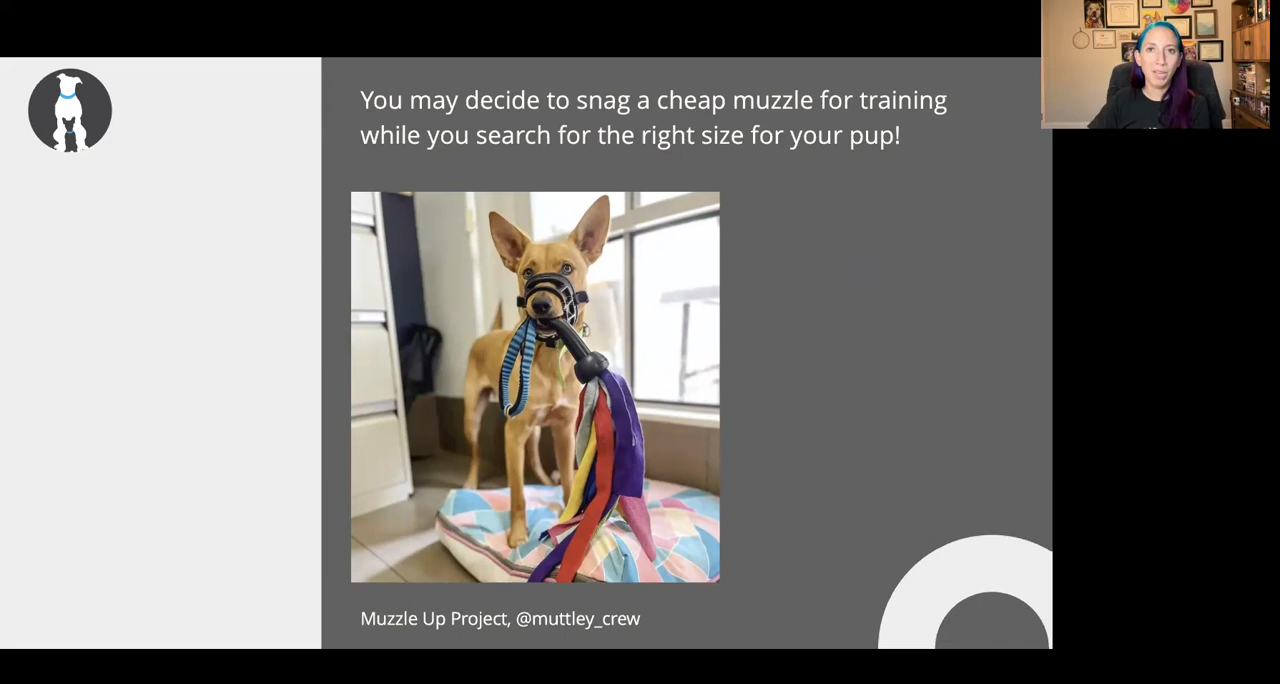 You may decide to snag a cheap muzzle for training
while you search for the right size for your pup!
Muzzle Up Project, @muttley_crew